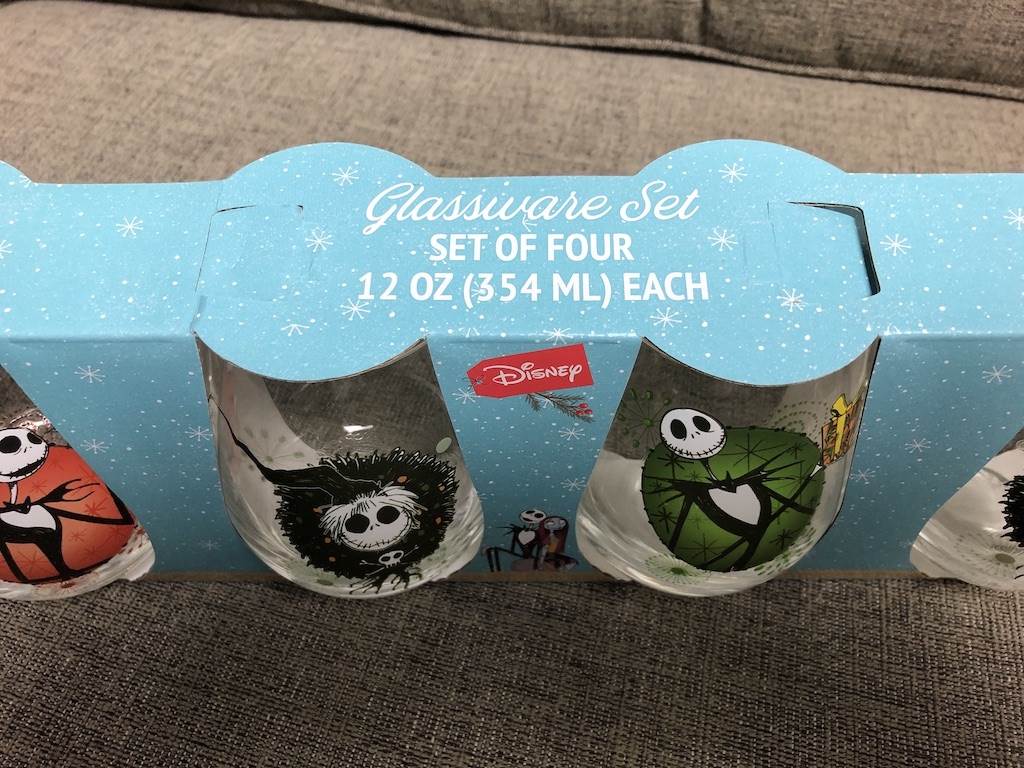 Glassware Set
SET OF FOUR
12 OZ (354 ML) EACH
Disney